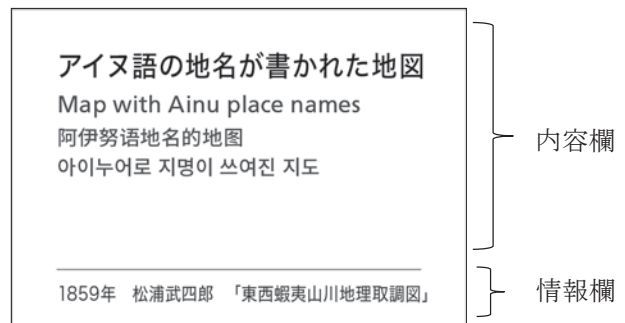 アイヌ語の地名が書かれた地図
Map with Ainu place names
阿伊努语地名的地图
아이누어로 지명이 쓰여진 지도
内容欄
1859年　松浦武四郎　「東西蝦夷山川地理取調図」
情報欄